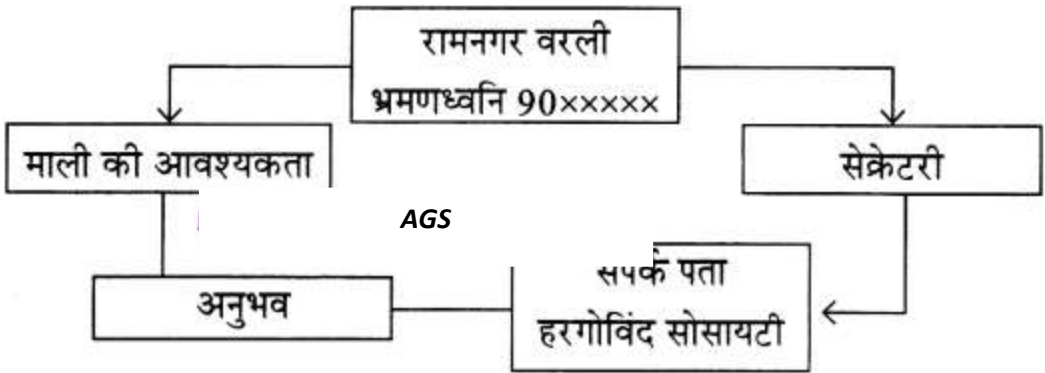 रामनगर वरली
भ्रमणध्वनि 90×××××
माली की आवश्यकता
सेक्रेटरी
AGS
संपर्क पता
हरगोविंद सोसायटी
अनुभव